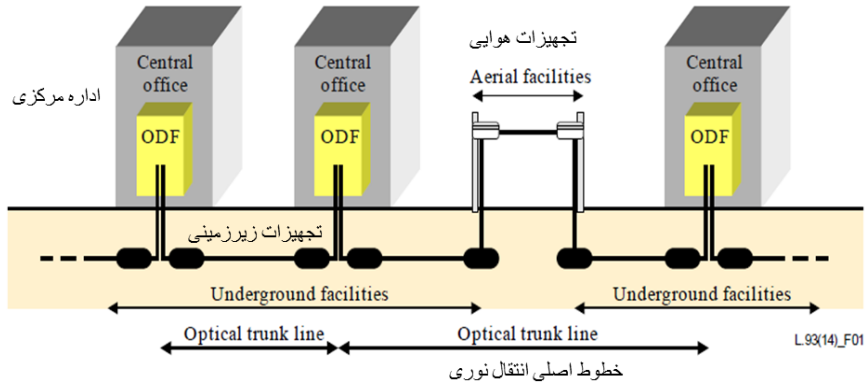 تجهیزات هوایی
Aerial facilities
Central
office
Central
office
Central
office
اداره مرکزی
ODF
ODF
ODF
تجهیزات زیرزمینی
Underground facilities
Underground facilities
Optical trunk line
Optical trunk line
L.93(14)_F01
خطوط اصلی انتقال نوری